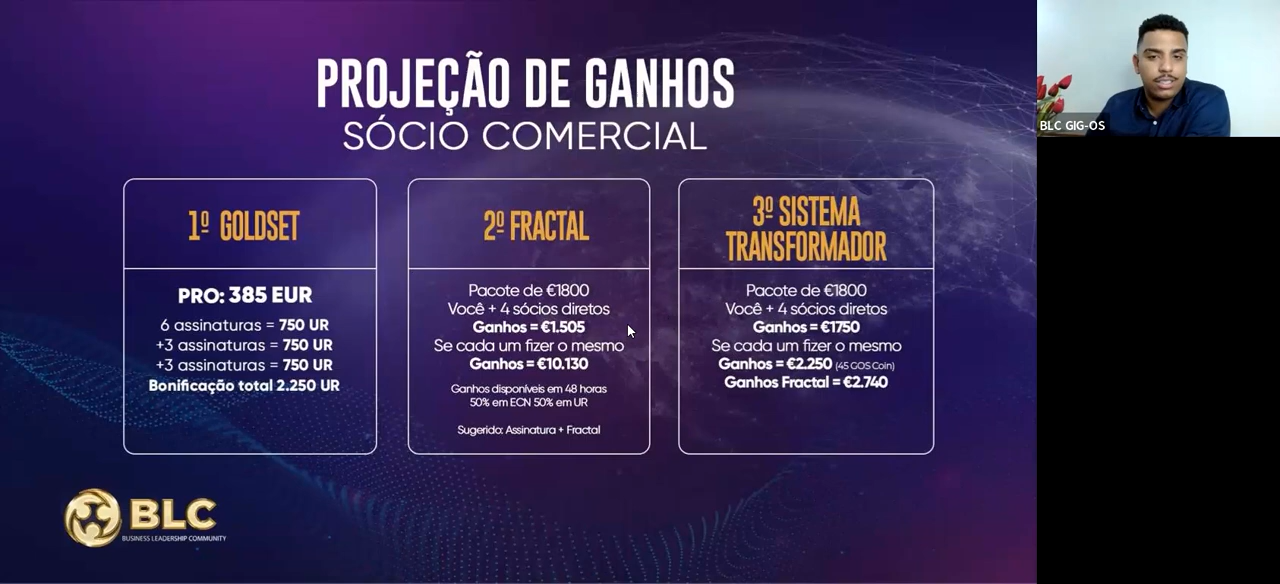 PROJEÇÃO DE GANHOS
SÓCIO COMERCIAL
1º GOLDSET
PRO: 385 EUR
6 assinaturas = 750 UR
+3 assinaturas = 750 UR
+3 assinaturas = 750 UR
Bonificação total 2.250 UR
2º FRACTAL
Pacote de €1800
Você + 4 sócios diretos
Ganhos = €1.505
Se cada um fizer o mesmo
Ganhos = €10.130
Ganhos disponíveis em 48 horas
50% em ECN 50% em UR
Sugerido: Assinatura + Fractal
3º SISTEMA
TRANSFORMADOR
Pacote de €1800
Você + 4 sócios diretos
Ganhos = €1750
Se cada um fizer o mesmo
Ganhos = €2.250 (45 GOS Coin)
Ganhos Fractal = €2.740
BLC
BUSINESS LEADERSHIP COMMUNITY
BLC GIG-OS